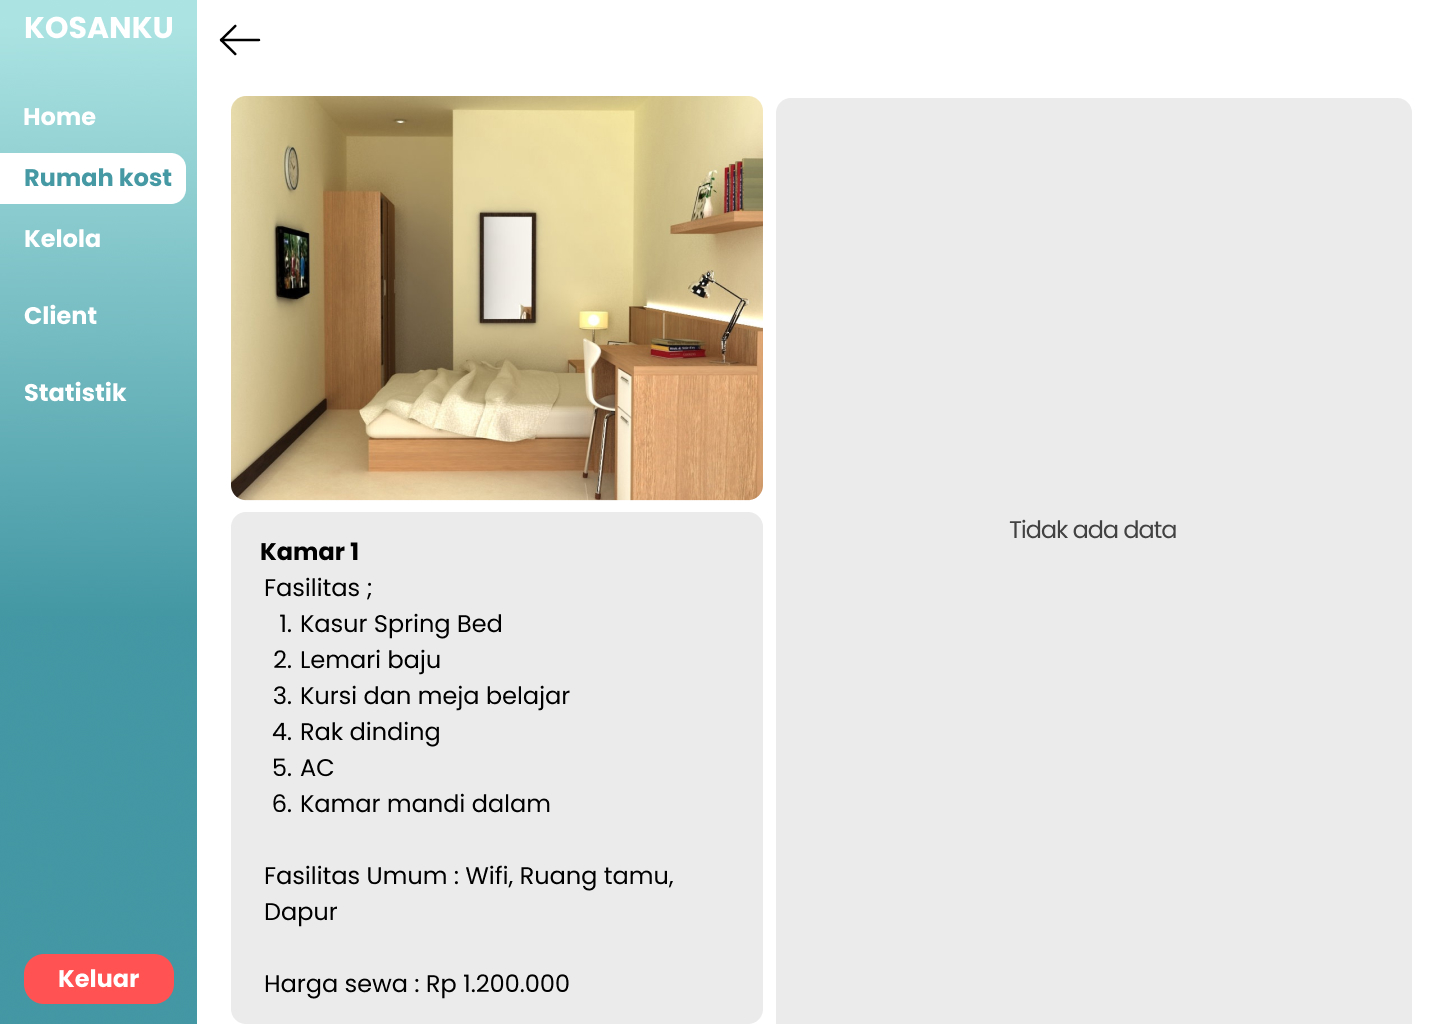 KOSANKU
Home
Rumah kost
Kelola
Client
Statistik
Keluar
Kamar 1
Fasilitas ;
1. Kasur Spring Bed
2. Lemari baju
3. Kursi dan meja belajar
4. Rak dinding
5. AC
6. Kamar mandi dalam
Fasilitas Umum : Wifi, Ruang tamu,
Dapur
Harga sewa : Rp 1.200.000
Tidak ada data